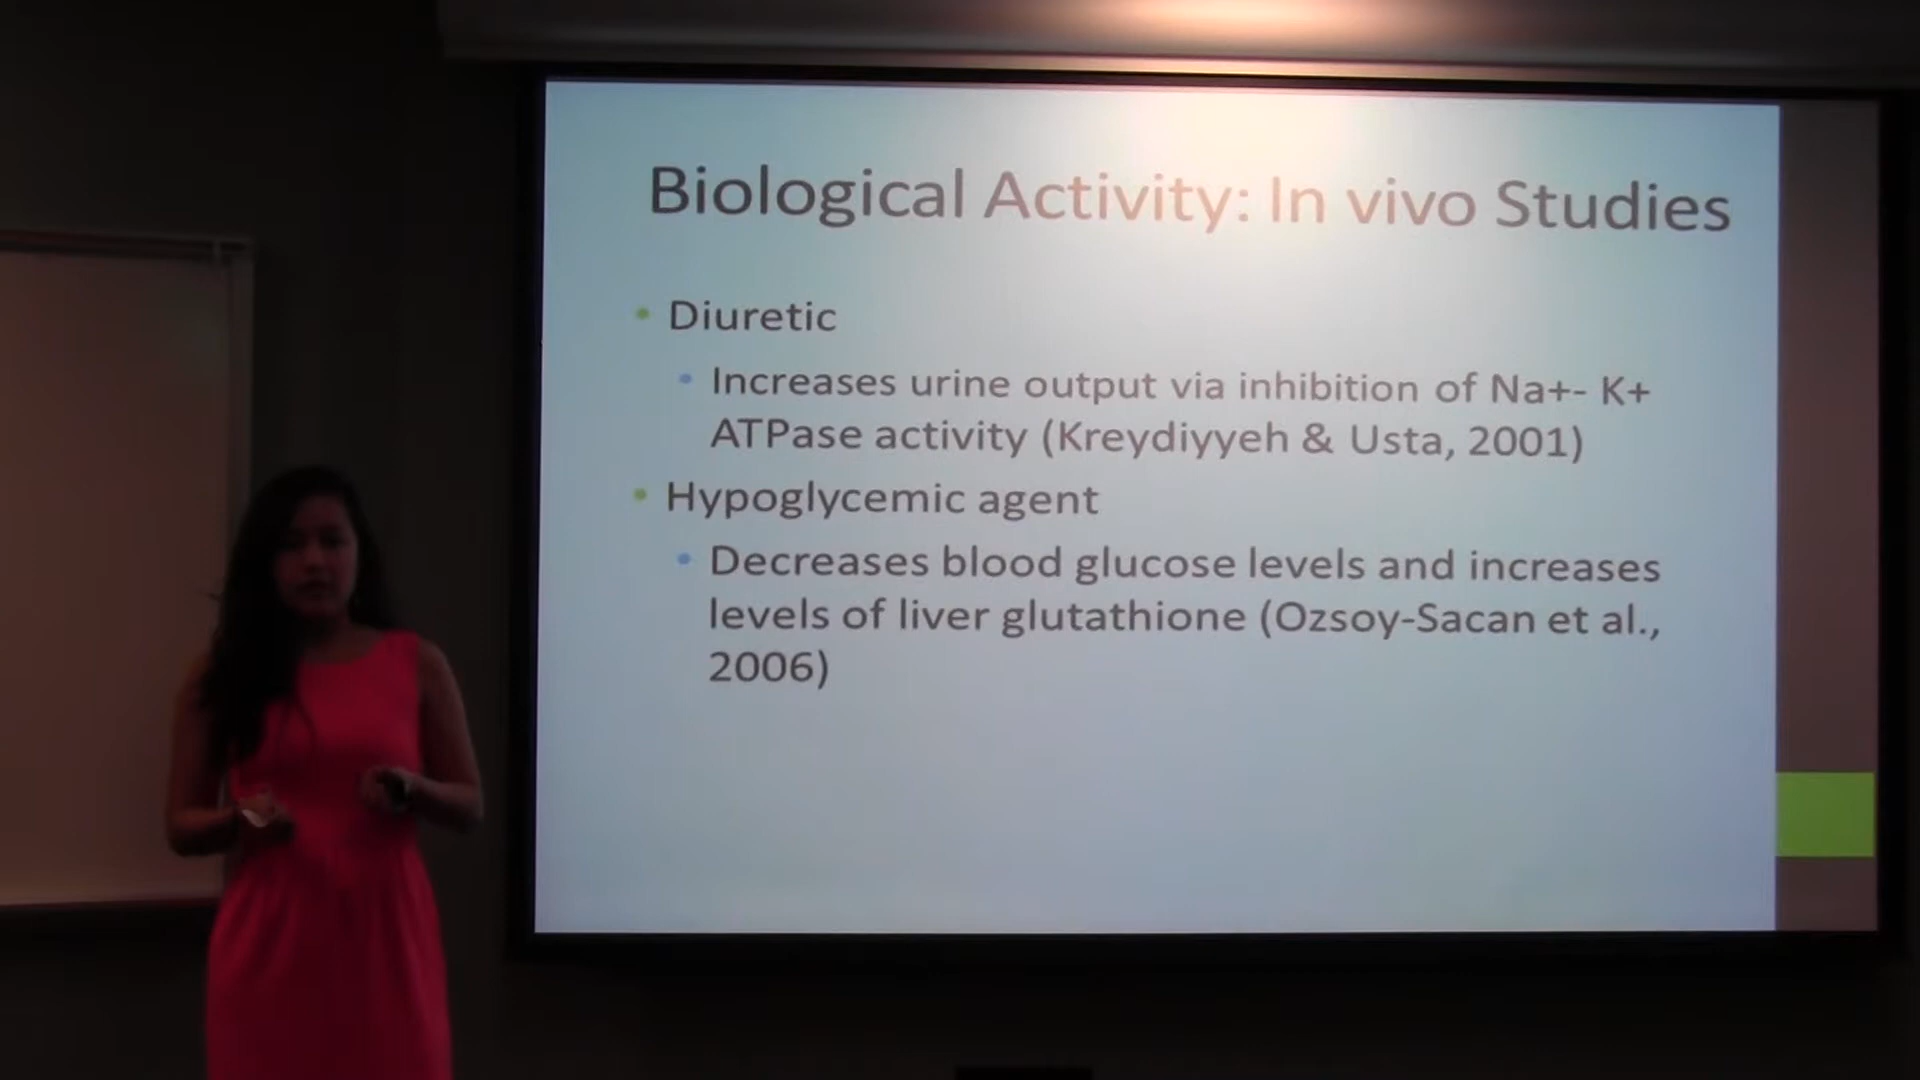 Biological Activity: In vivo Studies
• Diuretic
• Increases urine output via inhibition of Na+- K+
ATPase activity (Kreydiyyeh & Usta, 2001)
• Hypoglycemic agent
• Decreases blood glucose levels and increases
levels of liver glutathione (Ozsoy-Sacan et al.,
2006)